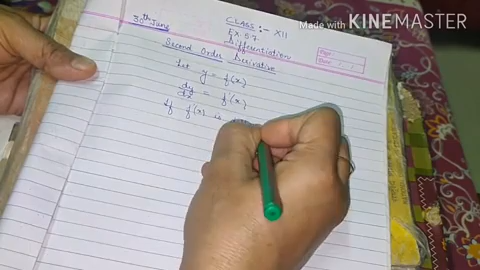 Made With KINEMASTER
30th June
CLASS :- XII
Ex. 5.7
Differentiation
Second Order Derivative
Let y = f(x)
dy/dx = f'(x)
If f'(x) is